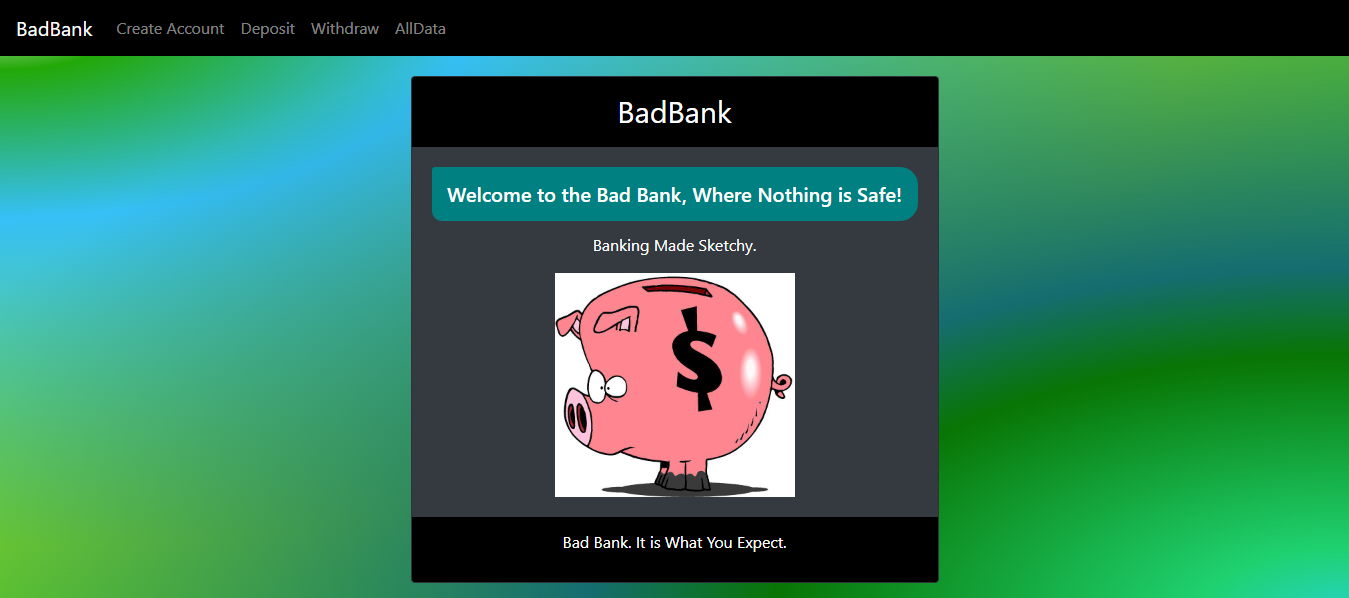 BadBank Create Account Deposit Withdraw AllData
BadBank
Welcome to the Bad Bank, Where Nothing is Safe!
Banking Made Sketchy.
$
Bad Bank. It is What You Expect.